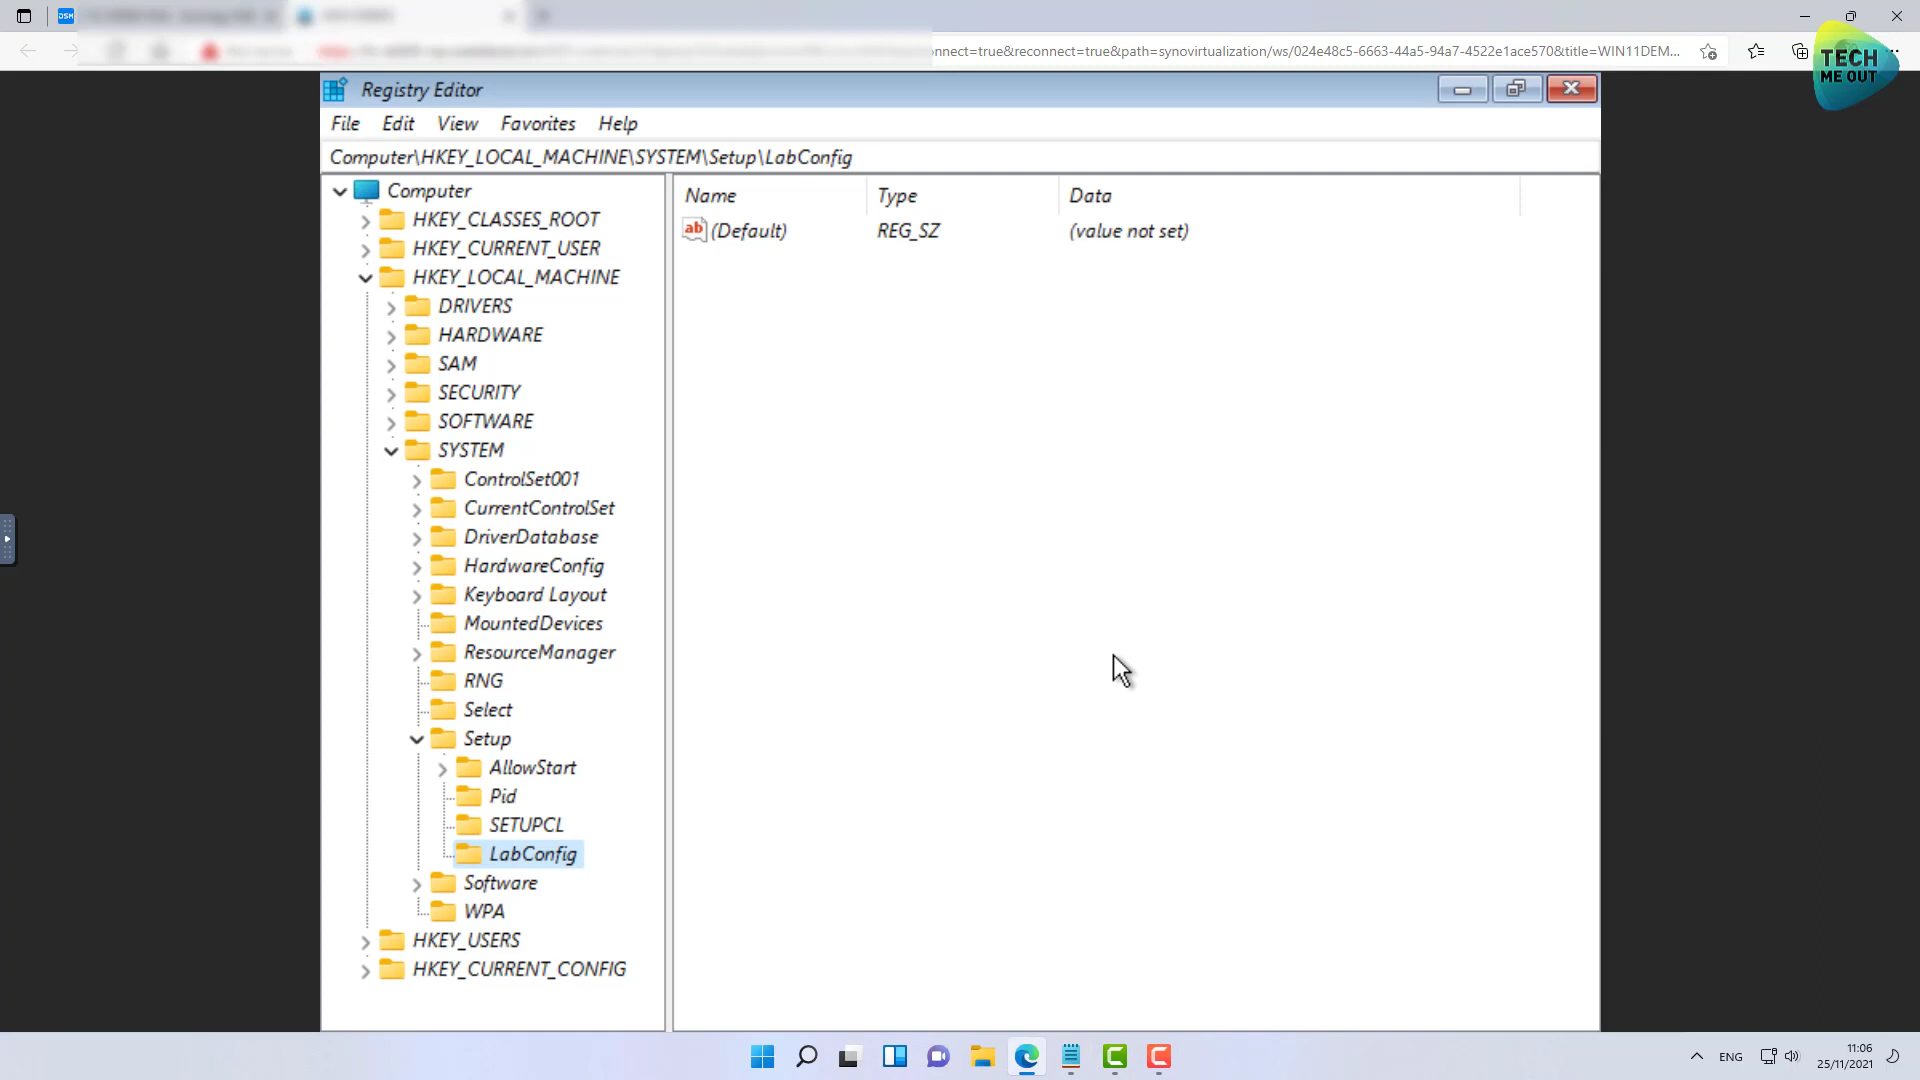 DSM
nnect=true&reconnect=true&path=synovirtualization/ws/024e48c5-6663-44a5-94a7-4522e1ace570&title=WIN11DEM...
TECH
ME OUT
Registry Editor
File Edit View Favorites Help
Computer\HKEY_LOCAL_MACHINE\SYSTEM\Setup\LabConfig
Computer
HKEY_CLASSES_ROOT
HKEY_CURRENT_USER
HKEY_LOCAL_MACHINE
DRIVERS
HARDWARE
SAM
SECURITY
SOFTWARE
SYSTEM
ControlSet001
CurrentControlSet
DriverDatabase
HardwareConfig
Keyboard Layout
MountedDevices
ResourceManager
RNG
Select
Setup
AllowStart
Pid
SETUPCL
LabConfig
Software
WPA
HKEY_USERS
HKEY_CURRENT_CONFIG
Name Type Data
ab (Default) REG_SZ (value not set)
ENG
11:06
25/11/2021